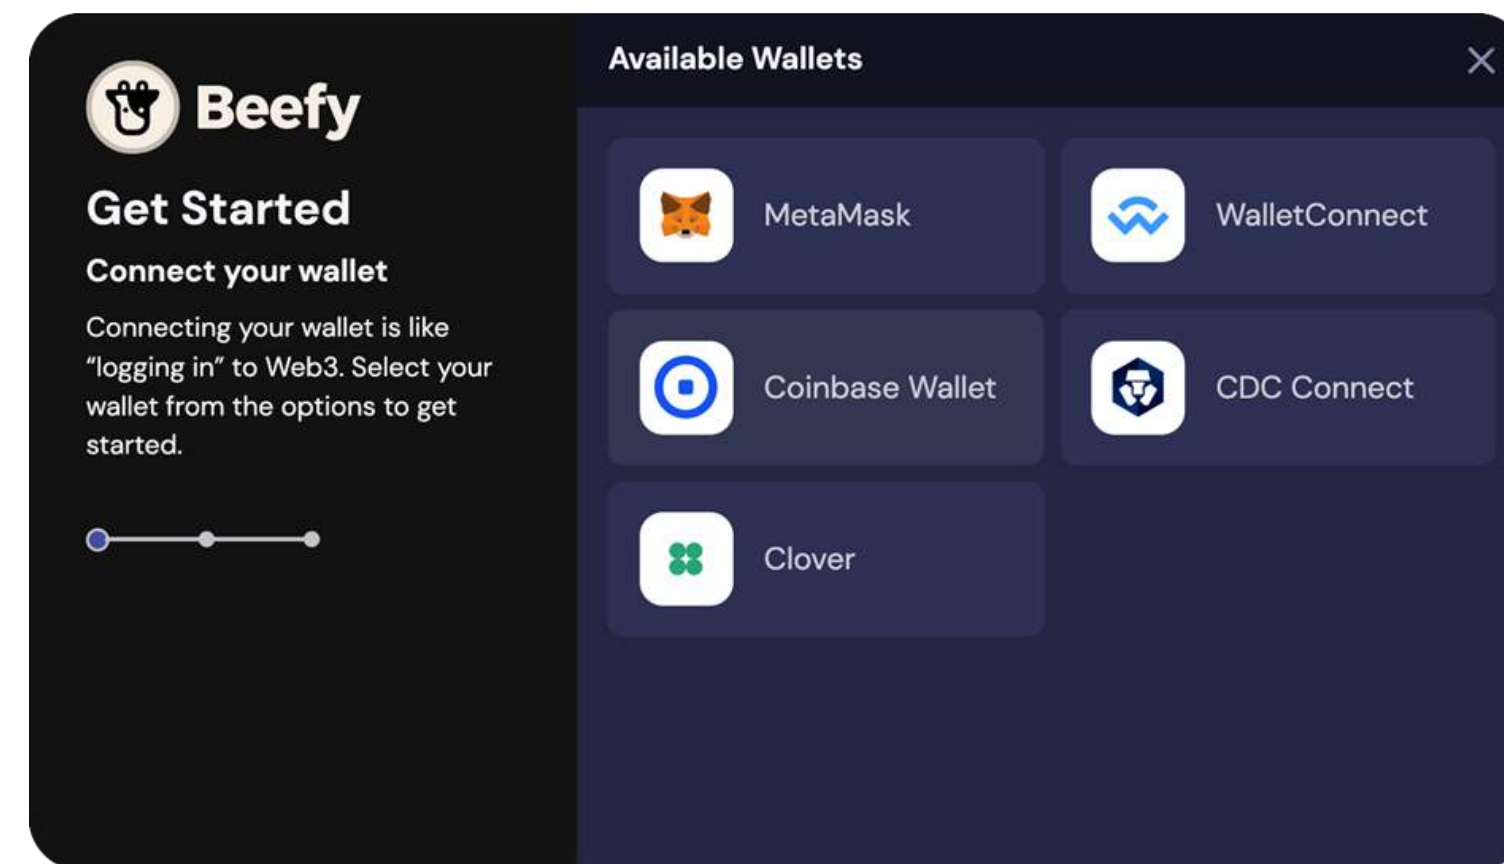 Beefy
Get Started
Connect your wallet
Connecting your wallet is like
“logging in” to Web3. Select your
wallet from the options to get
started.
Available Wallets
MetaMask
WalletConnect
Coinbase Wallet
CDC Connect
Clover